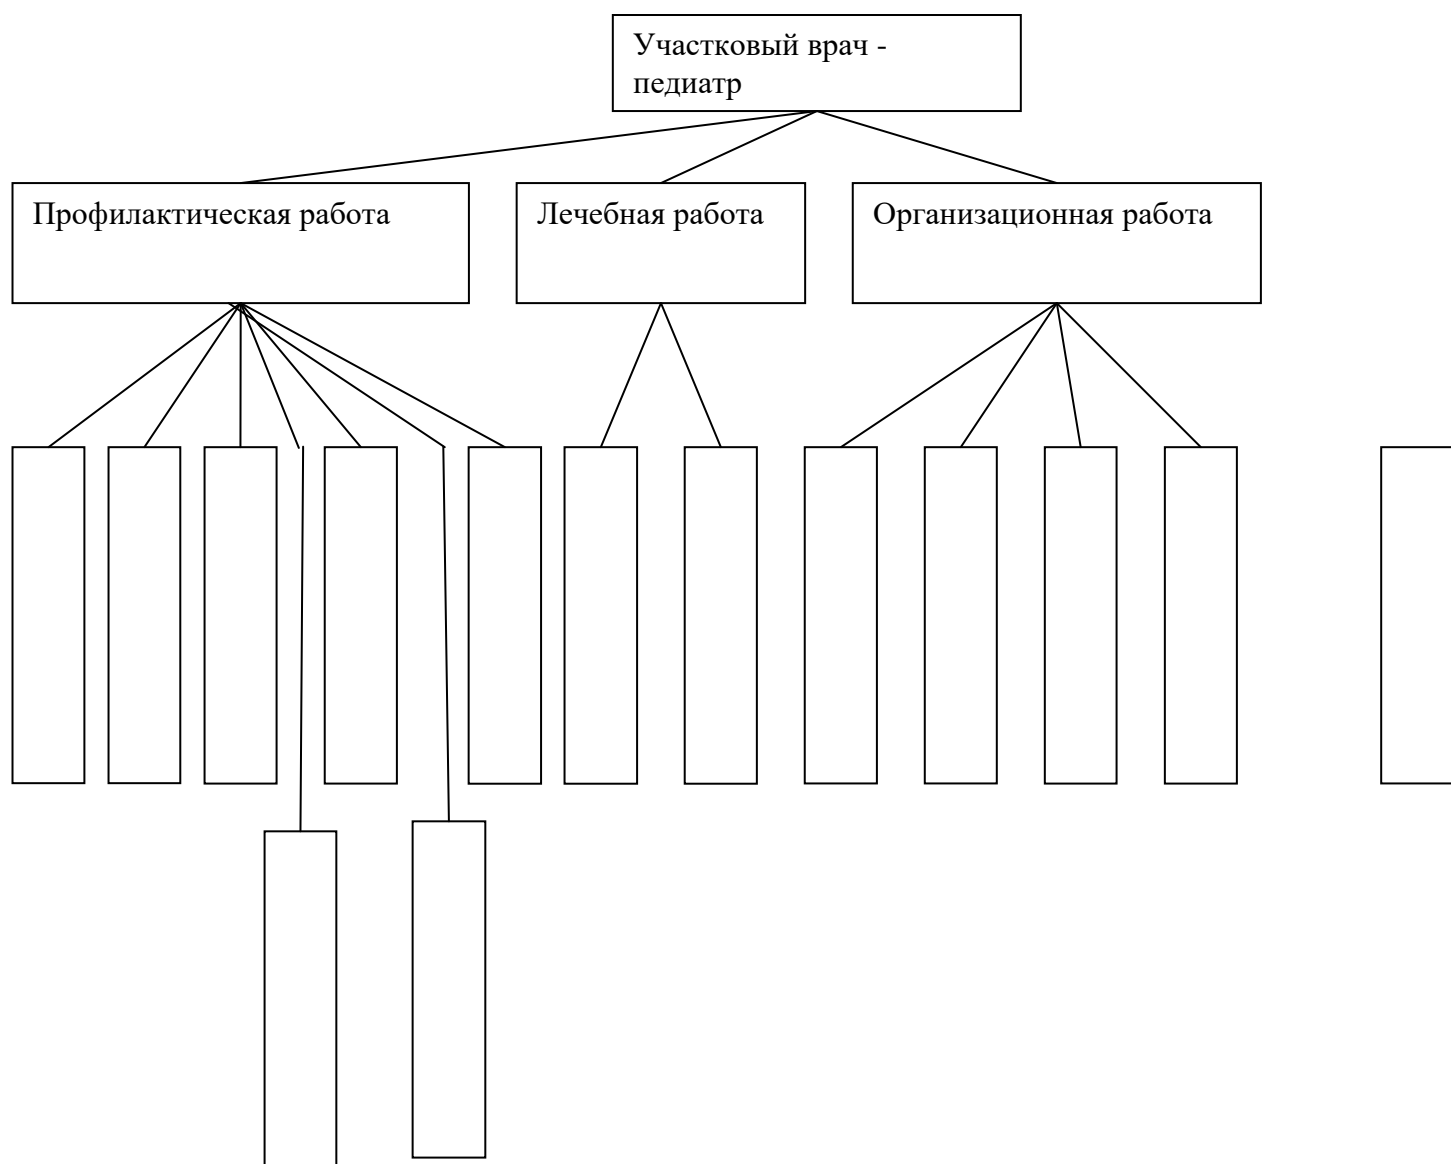 Участковый врач -
педиатр
Профилактическая работа
Лечебная работа
Организационная работа